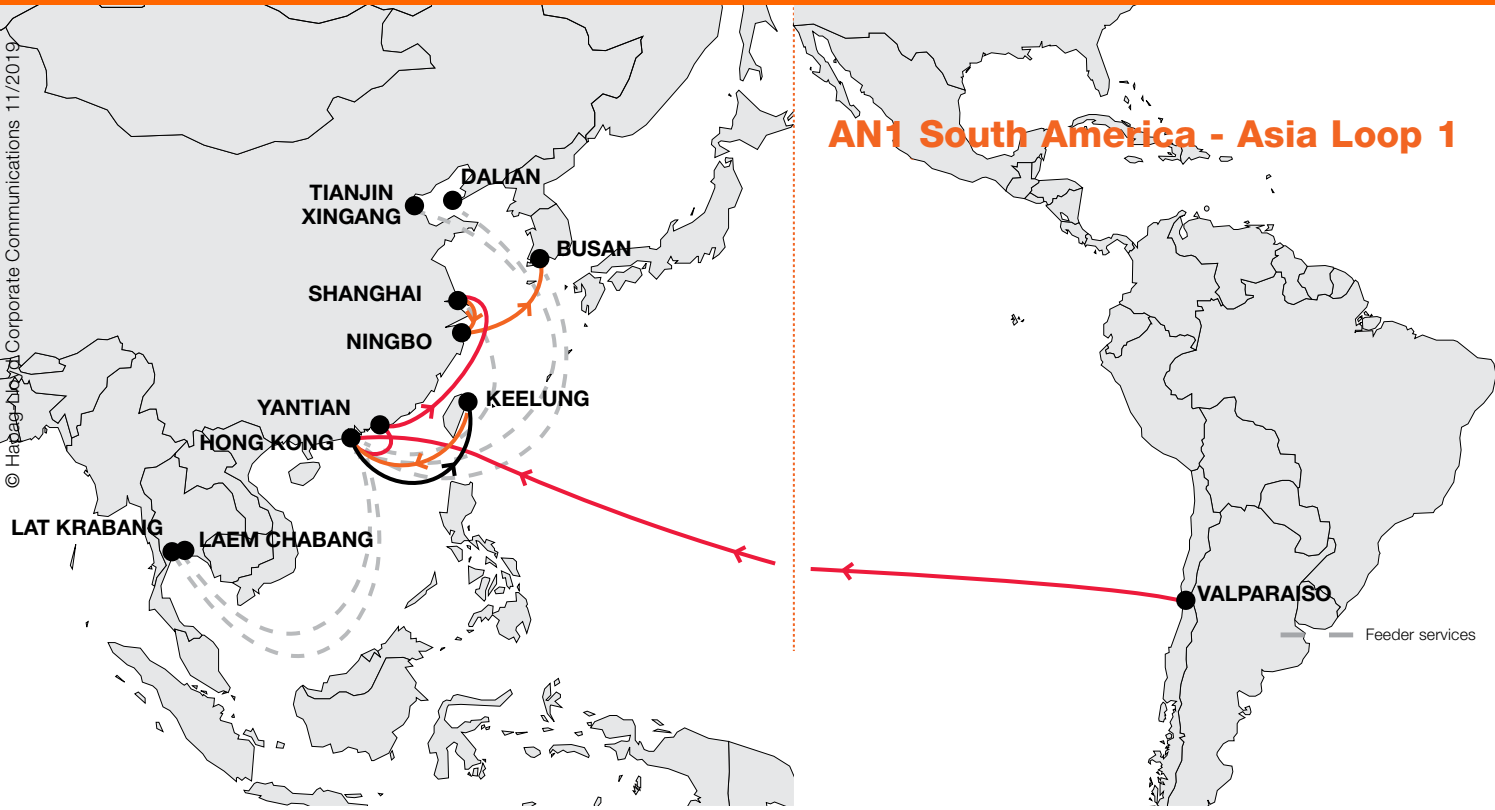 © Hapag-Lloyd Corporate Communications 11/2019
AN1 South America - Asia Loop 1
DALIAN
TIANJIN
XINGANG
BUSAN
SHANGHAI
NINGBO
KEELUNG
YANTIAN
HONG KONG
LAT KRABANG
LAEM CHABANG
VALPARAISO
Feeder services